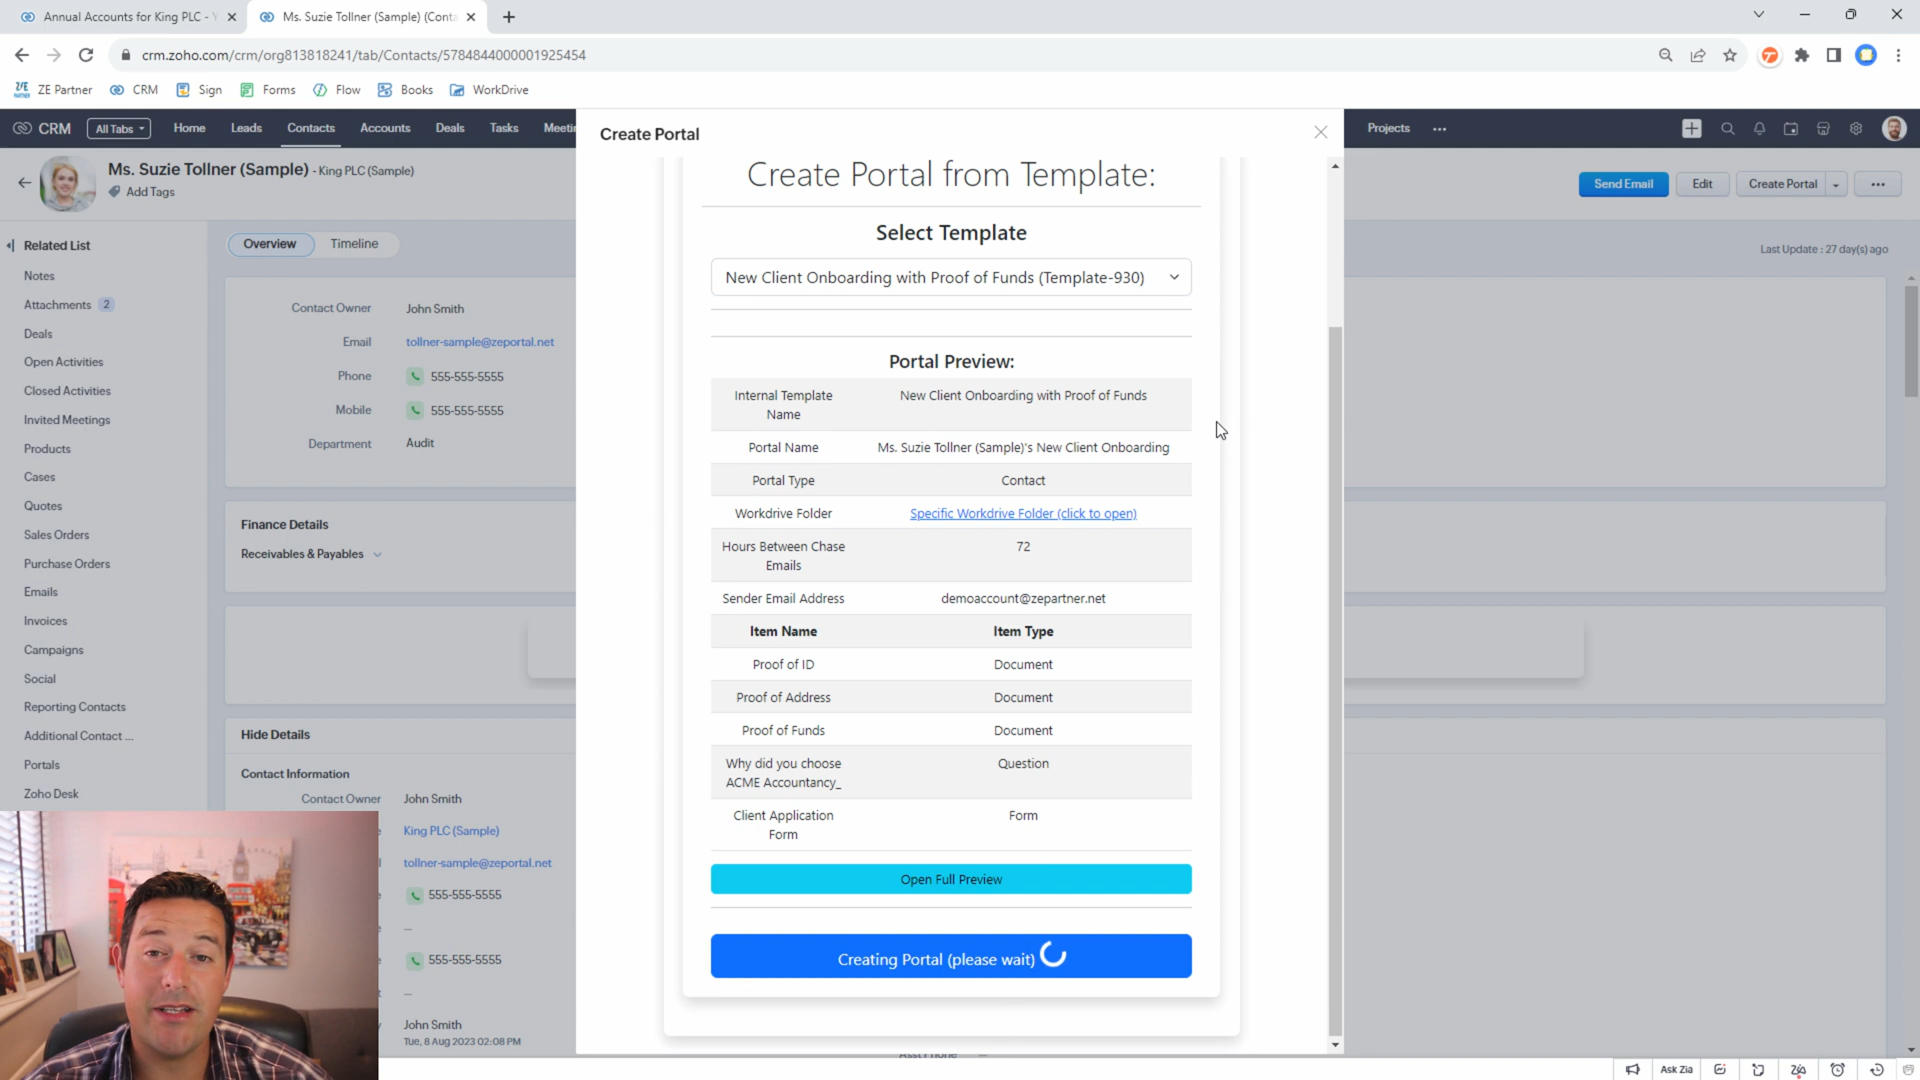 Annual Accounts for King PLC - Y
Ms. Suzie Tollner (Sample) (Conta
crm.zoho.com/crm/org813818241/tab/Contacts/5784844000001925454
ZE Partner
CRM
Sign
Forms
Flow
Books
WorkDrive
CRM
All Tabs
Home
Leads
Contacts
Accounts
Deals
Tasks
Meetin
Projects
Create Portal
Ms. Suzie Tollner (Sample) - King PLC (Sample)
Add Tags
Send Email
Edit
Create Portal
Related List
Notes
Attachments 2
Deals
Open Activities
Closed Activities
Invited Meetings
Products
Cases
Quotes
Sales Orders
Purchase Orders
Emails
Invoices
Campaigns
Social
Reporting Contacts
Additional Contact ...
Portals
Zoho Desk
Overview
Timeline
Last Update : 27 day(s) ago
Contact Owner John Smith
Email tollner-sample@zeportal.net
Phone 555-555-5555
Mobile 555-555-5555
Department Audit
Finance Details
Receivables & Payables
Hide Details
Contact Information
Contact Owner John Smith
King PLC (Sample)
tollner-sample@zeportal.net
555-555-5555
—
555-555-5555
—
John Smith
Tue, 8 Aug 2023 02:08 PM
Create Portal from Template:
Select Template
New Client Onboarding with Proof of Funds (Template-930)
Portal Preview:
Internal Template Name New Client Onboarding with Proof of Funds
Portal Name Ms. Suzie Tollner (Sample)'s New Client Onboarding
Portal Type Contact
Workdrive Folder Specific Workdrive Folder (click to open)
Hours Between Chase Emails 72
Sender Email Address demoaccount@zepartner.net
Item Name Item Type
Proof of ID Document
Proof of Address Document
Proof of Funds Document
Why did you choose ACME Accountancy_ Question
Client Application Form Form
Open Full Preview
Creating Portal (please wait)
Asst Phone —
Ask Zia